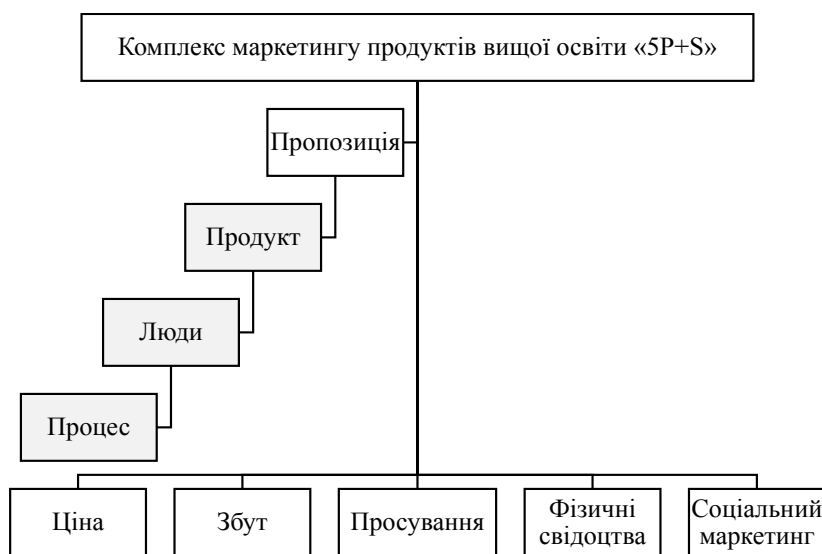 Комплекс маркетингу продуктів вищої освіти «5P+S»
Пропозиція
Продукт
Люди
Процес
Ціна
Збут
Просування
Фізичні
свідоцтва
Соціальний
маркетинг